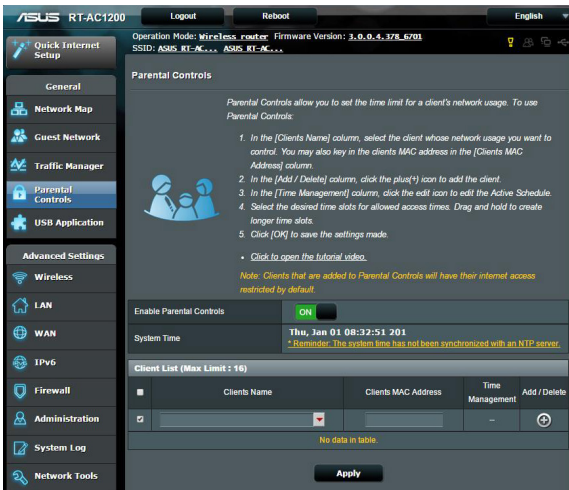 ASUS RT-AC1200 Logout Reboot English
Operation Mode: Wireless router Firmware Version: 3.0.0.4.378_6701
SSID: ASUS_RT-AC... ASUS_RT-AC...
Quick Internet
Setup
General
Network Map
Guest Network
Traffic Manager
Parental
Controls
USB Application
Advanced Settings
Wireless
LAN
WAN
IPv6
Firewall
Administration
System Log
Network Tools
Parental Controls
Parental Controls allow you to set the time limit for a client's network usage. To use
Parental Controls:
1. In the [Clients Name] column, select the client whose network usage you want to
control. You may also key in the clients MAC address in the [Clients MAC
Address] column.
2. In the [Add / Delete] column, click the plus(+) icon to add the client.
3. In the [Time Management] column, click the edit icon to edit the Active Schedule.
4. Select the desired time slots for allowed access times. Drag and hold to create
longer time slots.
5. Click [OK] to save the settings made.
• Click to open the tutorial video.
Note: Clients that are added to Parental Controls will have their internet access
restricted by default.
Enable Parental Controls ON
System Time Thu, Jan 01 08:32:51 201
* Reminder: The system time has not been synchronized with an NTP server.
Client List (Max Limit : 16)
Clients Name Clients MAC Address Time
Management Add / Delete
–
No data in table.
Apply